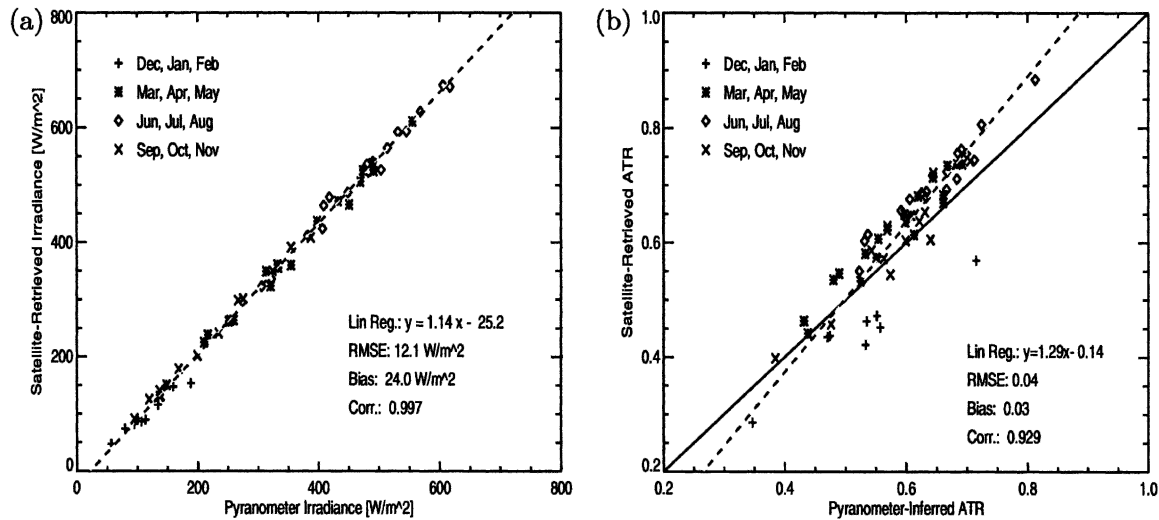 (a)
Satellite-Retrieved Irradiance [W/m^2]
800
600
400
200
0
+ Dec, Jan, Feb
Mar, Apr, May
◇ Jun, Jul, Aug
× Sep, Oct, Nov
Lin Reg.: y = 1.14 x - 25.2
RMSE: 12.1 W/m^2
Bias: 24.0 W/m^2
Corr.: 0.997
0 200 400 600 800
Pyranometer Irradiance [W/m^2]
(b)
Satellite-Retrieved ATR
1.0
0.8
0.6
0.4
0.2
+ Dec, Jan, Feb
Mar, Apr, May
◇ Jun, Jul, Aug
× Sep, Oct, Nov
Lin Reg.: y=1.29x- 0.14
RMSE: 0.04
Bias: 0.03
Corr.: 0.929
0.2 0.4 0.6 0.8 1.0
Pyranometer-Inferred ATR